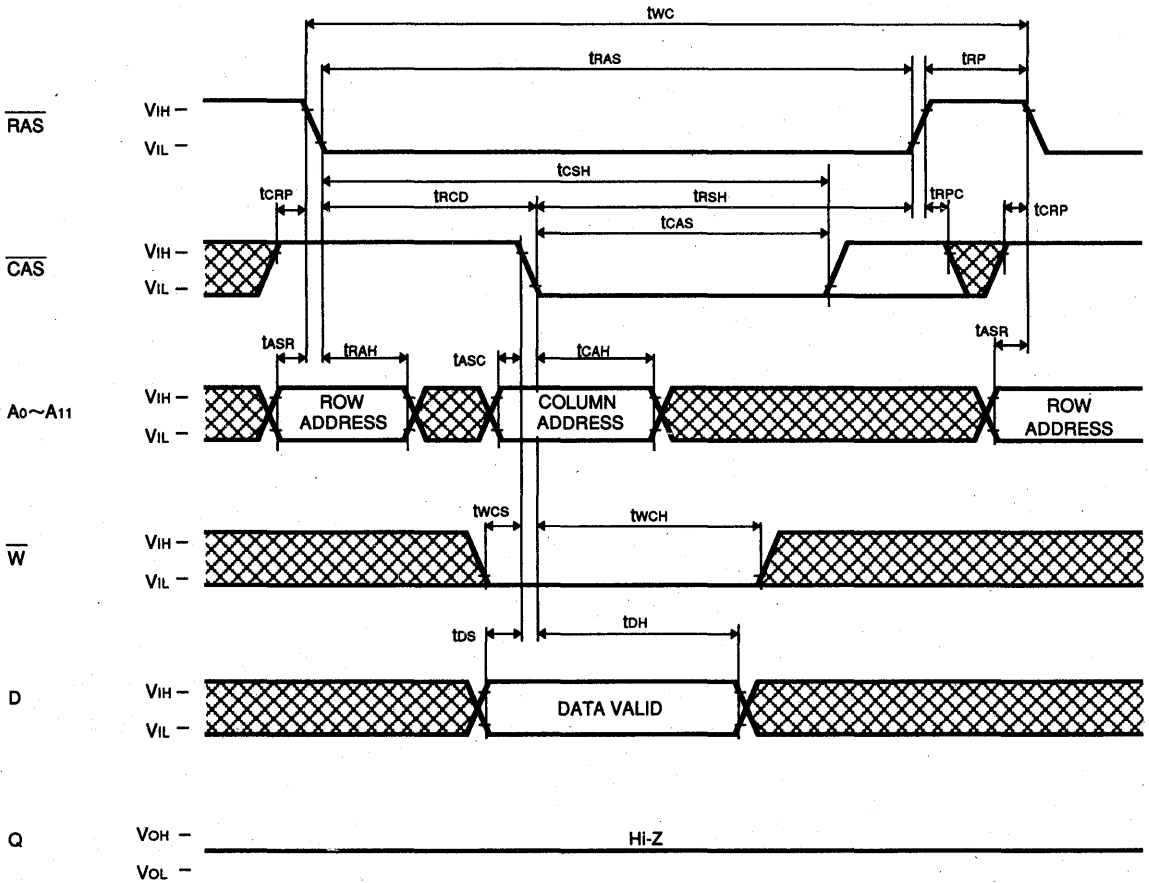 tWC
tRAS
tRP
RAS
VIH
VIL
tCSH
tCRP
tRCD
tRSH
tRPC
tCRP
tCAS
CAS
VIH
VIL
tASR
tRAH
tASC
tCAH
tASR
A0~A11
VIH
VIL
ROW
ADDRESS
COLUMN
ADDRESS
ROW
ADDRESS
tWCS
tWCH
W
VIH
VIL
tDS
tDH
D
VIH
VIL
DATA VALID
Q
VOH
Hi-Z
VOL